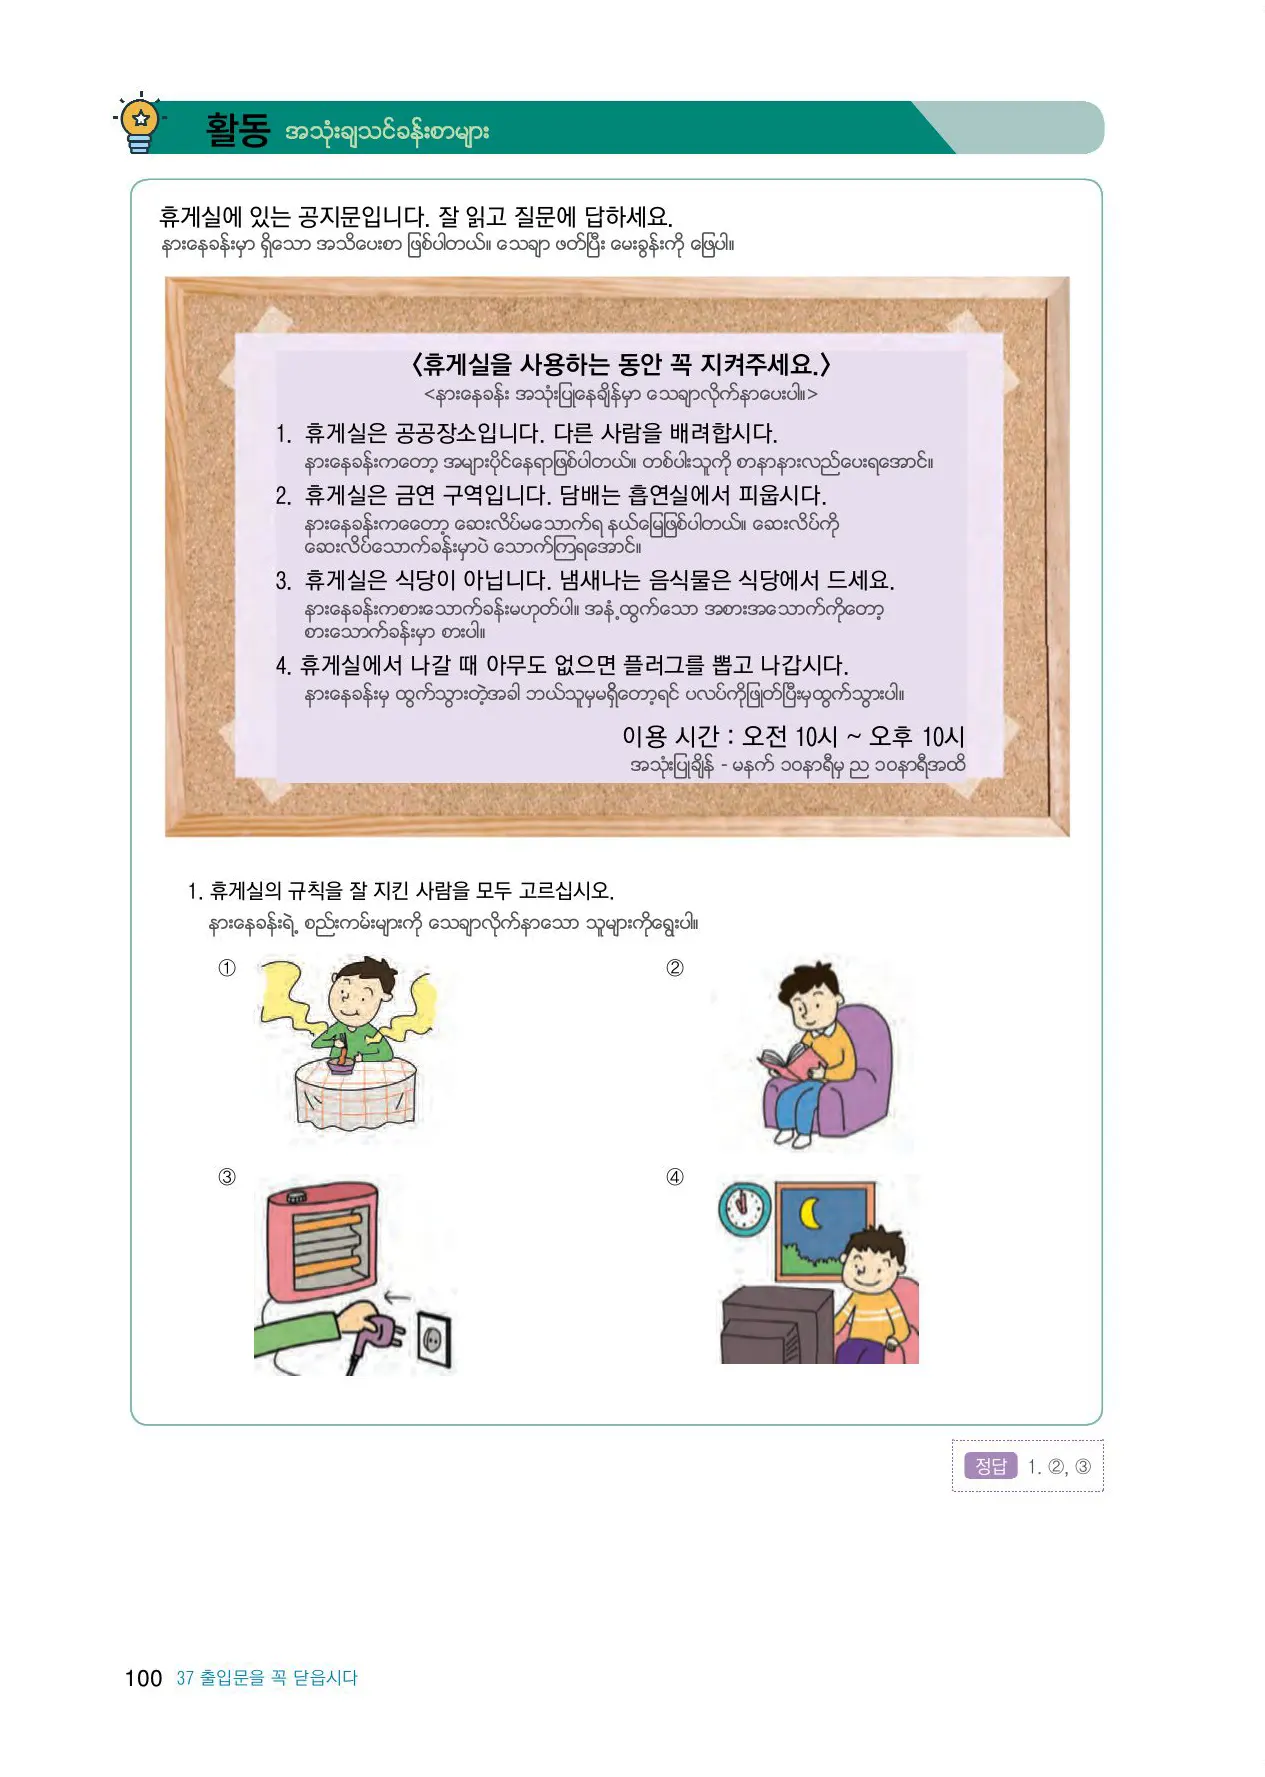 활동 အသုံးချသင်ခန်းစာများ
휴게실에 있는 공지문입니다. 잘 읽고 질문에 답하세요.
နားနေခန်းမှာ ရှိသော အသိပေးစာ ဖြစ်ပါတယ်။ သေချာ ဖတ်ပြီး မေးခွန်းကို ဖြေပါ။
〈휴게실을 사용하는 동안 꼭 지켜주세요.〉
<နားနေခန်း အသုံးပြုနေချိန်မှာ သေချာလိုက်နာပေးပါ။>
1. 휴게실은 공공장소입니다. 다른 사람을 배려합시다.
နားနေခန်းကတော့ အများပိုင်နေရာဖြစ်ပါတယ်။ တစ်ပါးသူကို စာနာနားလည်ပေးရအောင်။
2. 휴게실은 금연 구역입니다. 담배는 흡연실에서 피웁시다.
နားနေခန်းကတော့ ဆေးလိပ်မသောက်ရ နယ်မြေဖြစ်ပါတယ်။ ဆေးလိပ်ကို
ဆေးလိပ်သောက်ခန်းမှာပဲ သောက်ကြရအောင်။
3. 휴게실은 식당이 아닙니다. 냄새나는 음식물은 식당에서 드세요.
နားနေခန်းကစားသောက်ခန်းမဟုတ်ပါ။ အနံ့ထွက်သော အစားအသောက်ကိုတော့
စားသောက်ခန်းမှာ စားပါ။
4. 휴게실에서 나갈 때 아무도 없으면 플러그를 뽑고 나갑시다.
နားနေခန်းမှ ထွက်သွားတဲ့အခါ ဘယ်သူမှမရှိတော့ရင် ပလပ်ကိုဖြုတ်ပြီးမှထွက်သွားပါ။
이용 시간 : 오전 10시 ~ 오후 10시
အသုံးပြုချိန် - မနက် ၁၀နာရီမှ ည ၁၀နာရီအထိ
1. 휴게실의 규칙을 잘 지킨 사람을 모두 고르십시오.
နားနေခန်းရဲ့ စည်းကမ်းများကို သေချာလိုက်နာသော သူများကိုရွေးပါ။
① ②
③ ④
정답 1. ②, ③
100 37 출입문을 꼭 닫읍시다